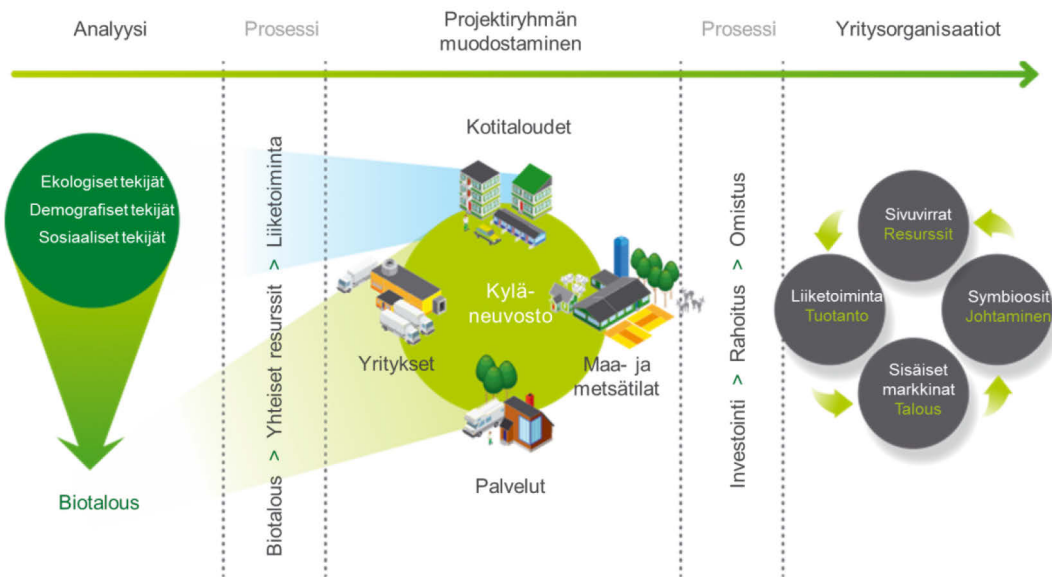 Analyysi
Prosessi
Projektiryhmän
muodostaminen
Prosessi
Yritysorganisaatiot
Ekologiset tekijät
Demografiset tekijät
Sosiaaliset tekijät
Biotalous
Biotalous > Yhteiset resurssit > Liiketoiminta
Kotitaloudet
Kylä-
neuvosto
Yritykset
Maa- ja
metsätilat
Palvelut
Investointi > Rahoitus > Omistus
Sivuvirrat
Resurssit
Liiketoiminta
Tuotanto
Symbioosit
Johtaminen
Sisäiset
markkinat
Talous